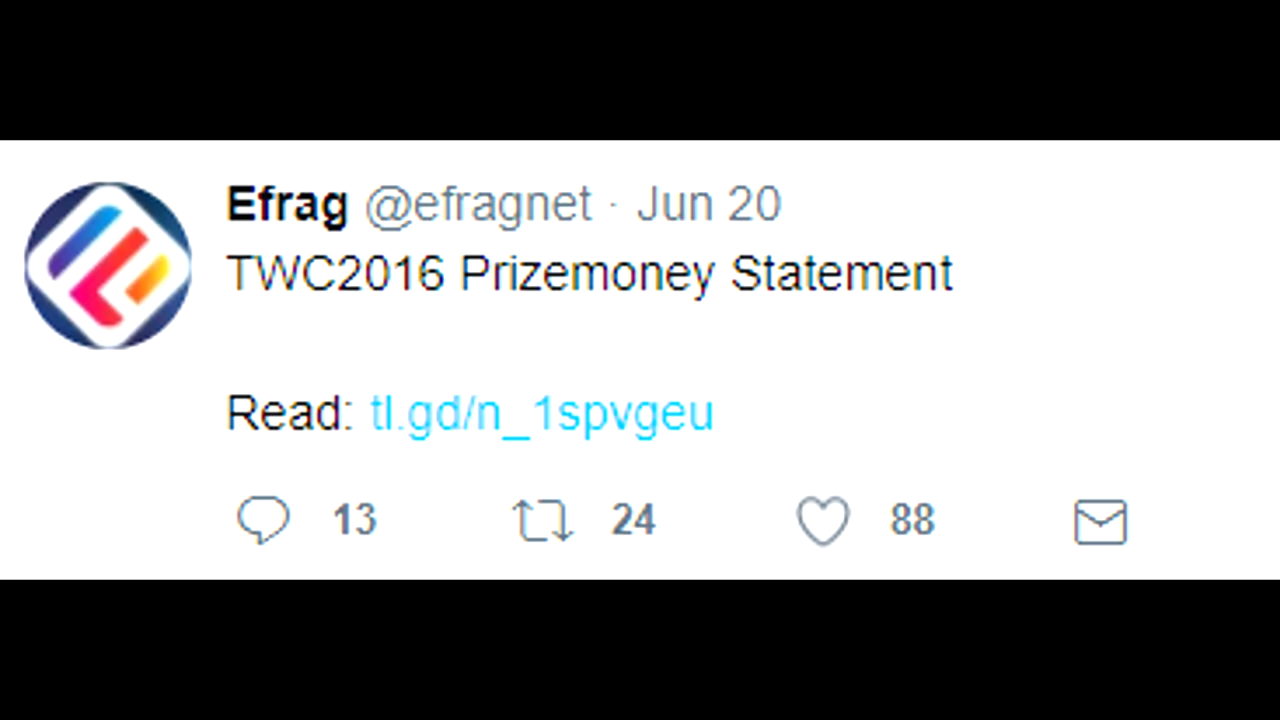 Efrag @efragnet · Jun 20
TWC2016 Prizemoney Statement
Read: tl.gd/n_1spvgeu
13 24 88